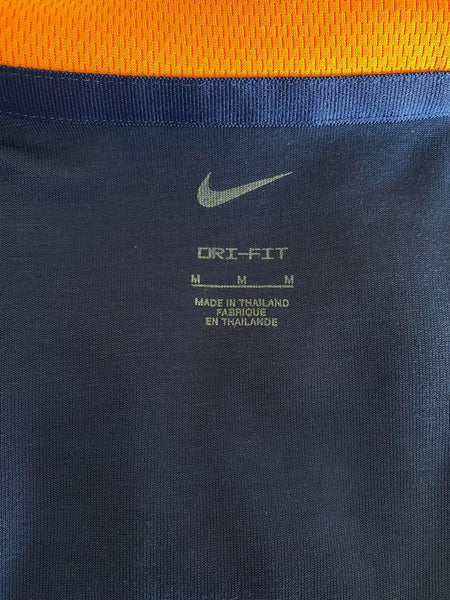 DRI-FIT
M M M
MADE IN THAILAND
FABRIQUE
EN THAILANDE